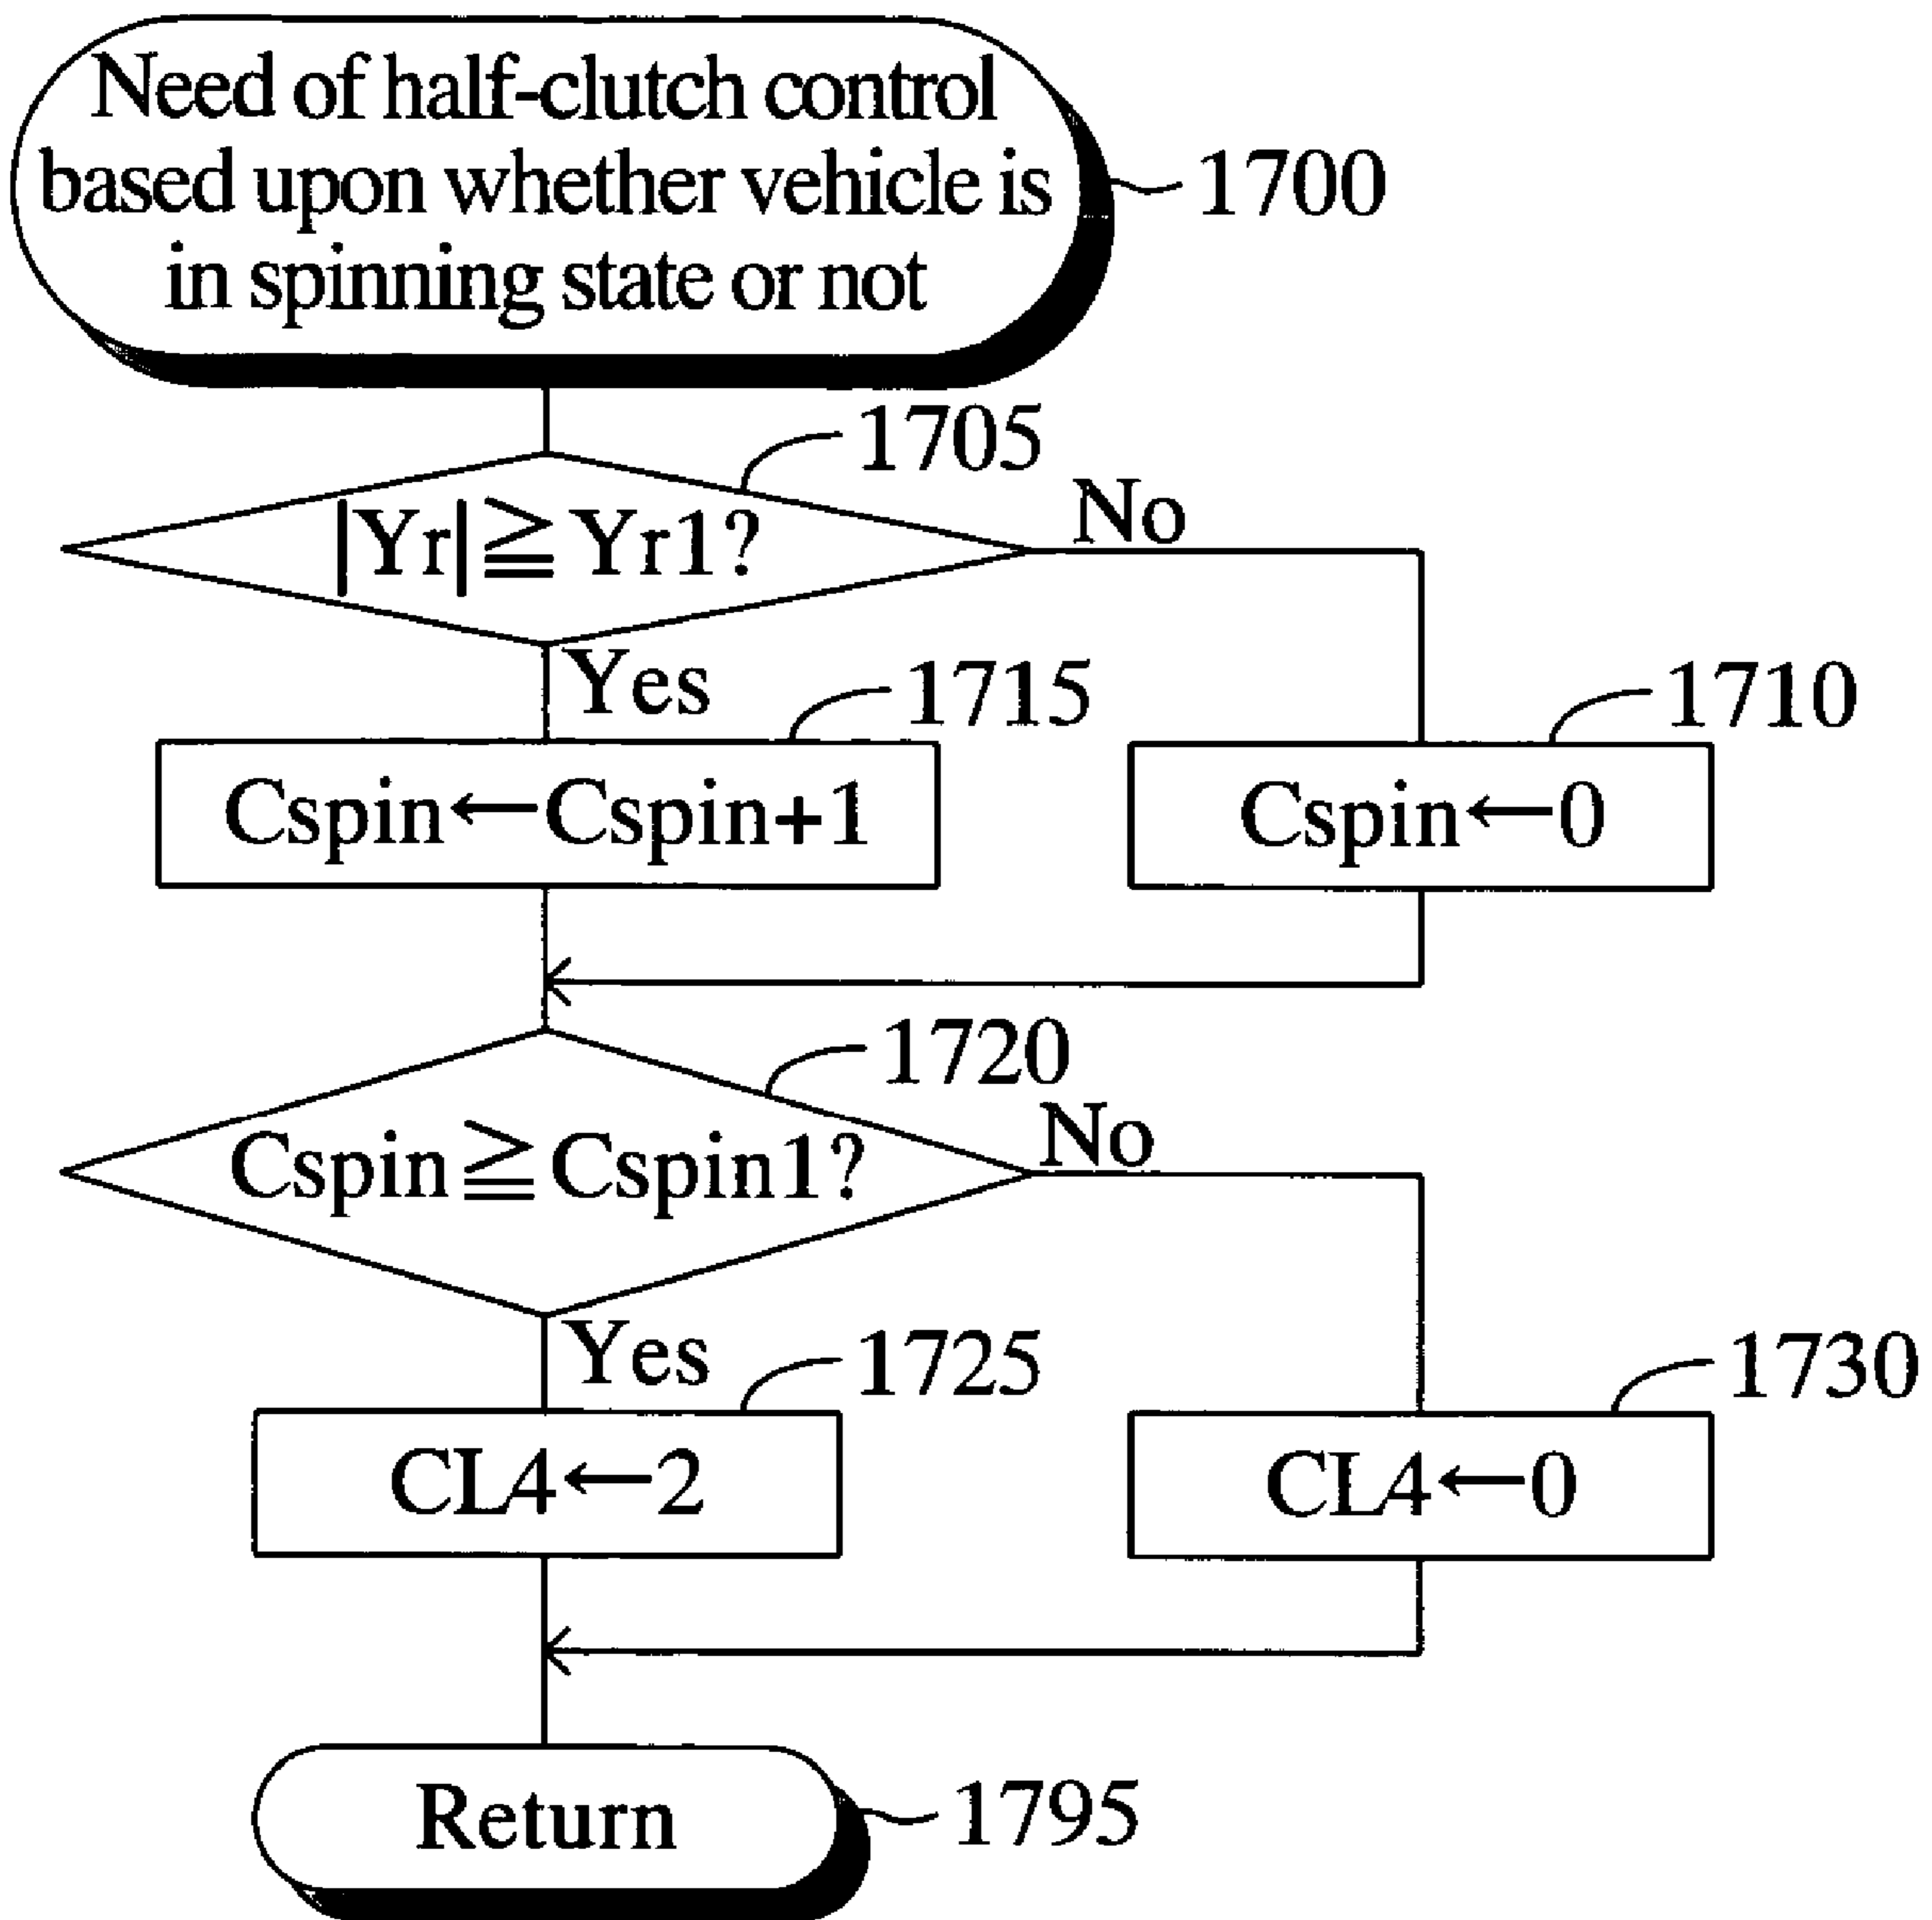 Need of half-clutch control
based upon whether vehicle is
in spinning state or not
1700
1705
|Yr|≧Yr1?
No
Yes
1715
1710
Cspin←Cspin+1
Cspin←0
1720
Cspin≧Cspin1?
No
Yes
1725
1730
CL4←2
CL4←0
Return
1795